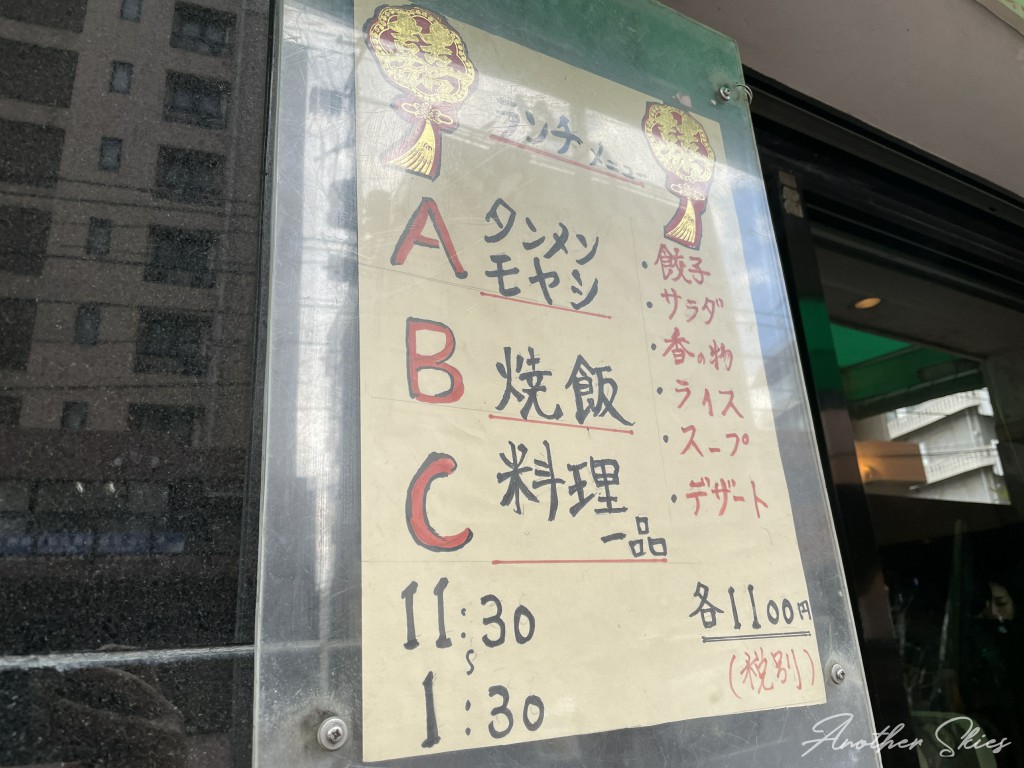 ランチメニュー
A タンメン
モヤシ
B 焼飯
C 料理
一品
・餃子
・サラダ
・香の物
・ライス
・スープ
・デザート
11:30
〜
1:30
各1100円
(税別)
Another Skies